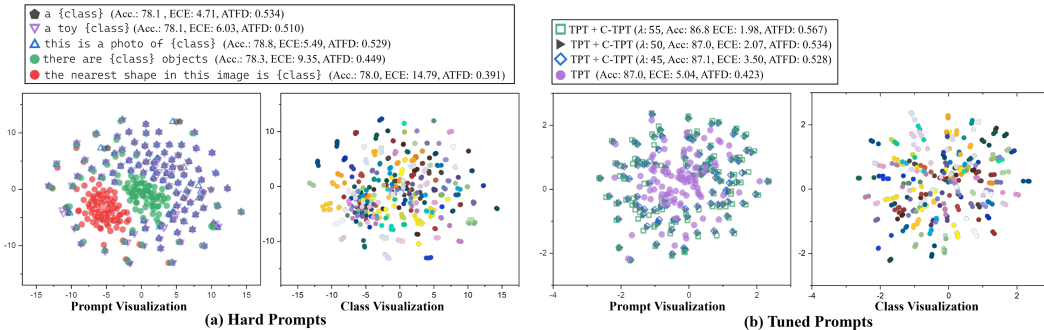 a {class} (Acc.: 78.1 , ECE: 4.71, ATFD: 0.534)
a toy {class} (Acc.: 78.1, ECE: 6.03, ATFD: 0.510)
this is a photo of {class} (Acc.: 78.8, ECE:5.49, ATFD: 0.529)
there are {class} objects (Acc.: 78.3, ECE: 9.35, ATFD: 0.449)
the nearest shape in this image is {class} (Acc.: 78.0, ECE: 14.79, ATFD: 0.391)
10
5
0
-5
-10
-15 -10 -5 0 5 10 15
Prompt Visualization
10
0
-10
-15 -10 -5 0 5 10 15
Class Visualization
(a) Hard Prompts
TPT + C-TPT (λ: 55, Acc: 86.8 ECE: 1.98, ATFD: 0.567)
TPT + C-TPT (λ: 50, Acc: 87.0, ECE: 2.07, ATFD: 0.534)
TPT + C-TPT (λ: 45, Acc: 87.1, ECE: 3.50, ATFD: 0.528)
TPT (Acc: 87.0, ECE: 5.04, ATFD: 0.423)
2
0
-2
-4 -2 0 2 4
Prompt Visualization
2
0
-2
-4 -2 0 2
Class Visualization
(b) Tuned Prompts